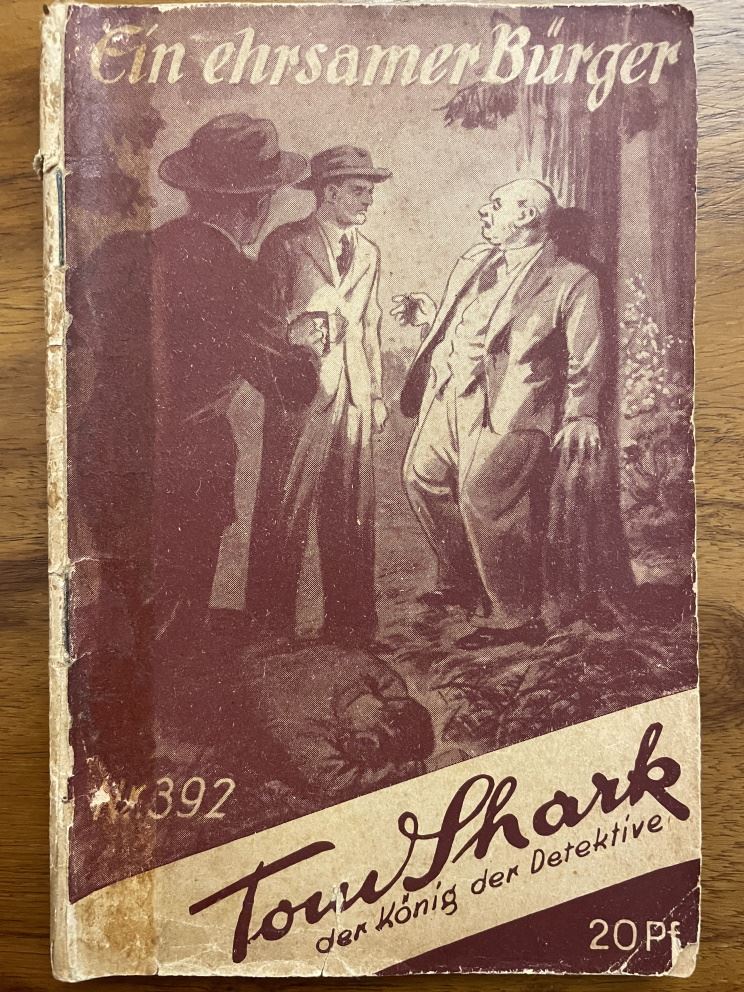 Ein ehrsamer Bürger
Nr. 392
Tom Shark
der König der Detektive
20 Pf